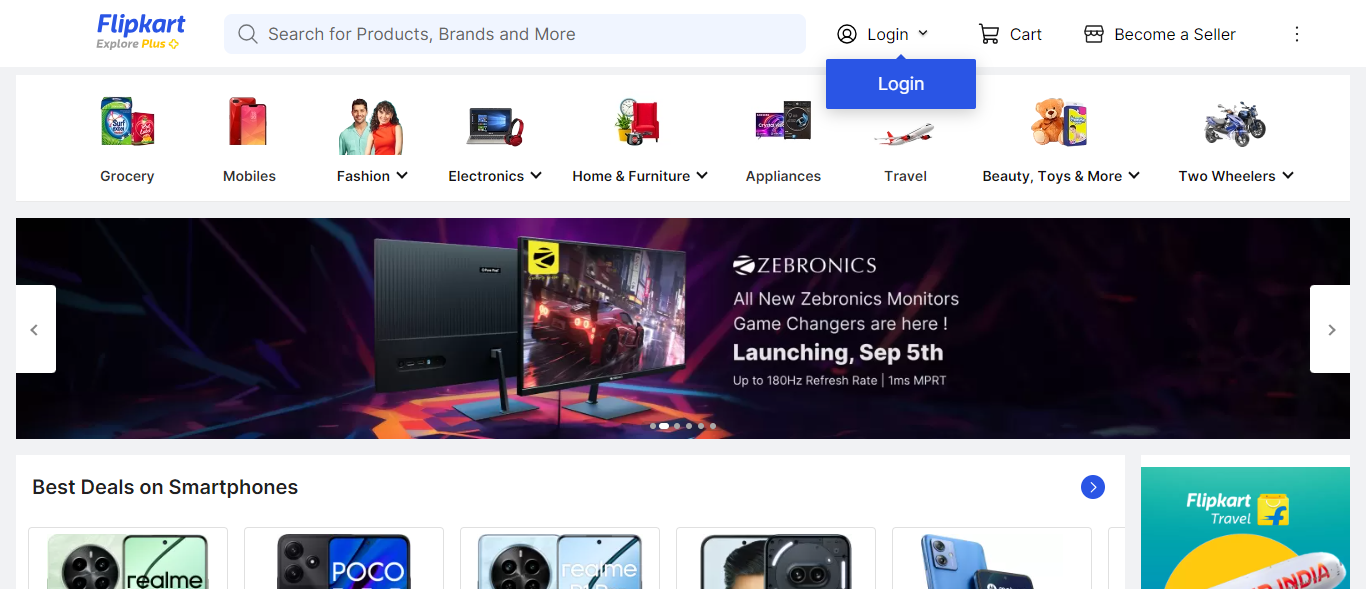 Flipkart
Explore Plus
Search for Products, Brands and More
Login
Cart
Become a Seller
Login
Surf excel
Grocery
Mobiles
Fashion
Electronics
Home & Furniture
Appliances
Travel
Beauty, Toys & More
Two Wheelers
ZEBRONICS
All New Zebronics Monitors
Game Changers are here !
Launching, Sep 5th
Up to 180Hz Refresh Rate | 1ms MPRT
Best Deals on Smartphones
Flipkart
Travel
realme
POCO
realme
INDIA